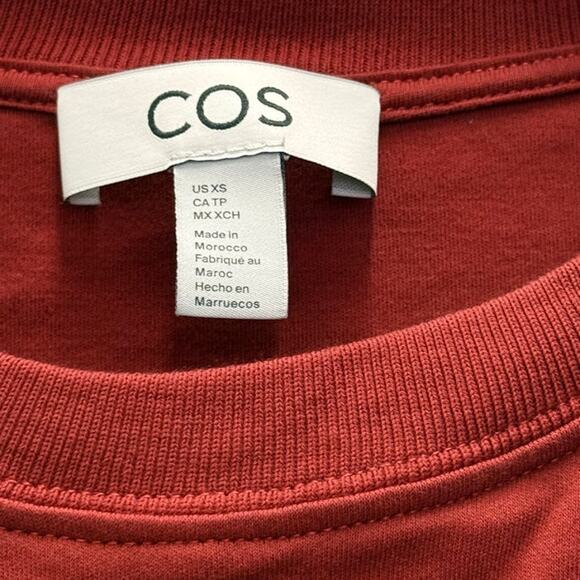 COS
US XS
CA TP
MX XCH
Made in
Morocco
Fabriqué au
Maroc
Hecho en
Marruecos